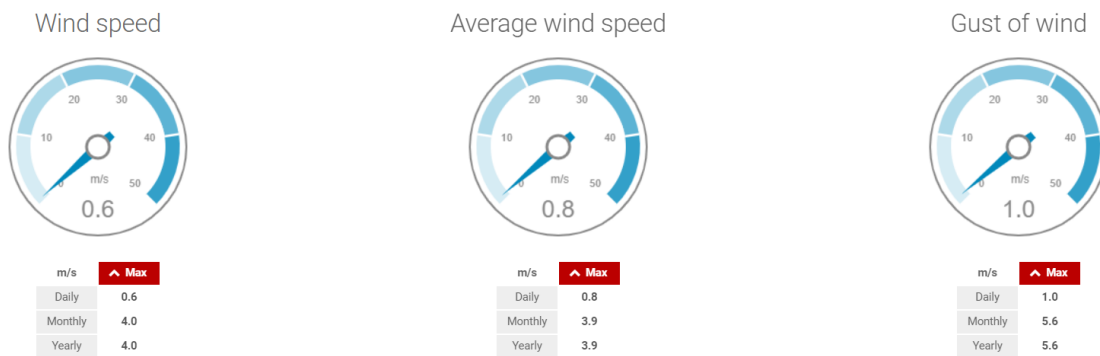 Wind speed
20 30
10 40
0 m/s 50
0.6
m/s Max
Daily 0.6
Monthly 4.0
Yearly 4.0
Average wind speed
20 30
10 40
0 m/s 50
0.8
m/s Max
Daily 0.8
Monthly 3.9
Yearly 3.9
Gust of wind
20 30
10 40
0 m/s 50
1.0
m/s Max
Daily 1.0
Monthly 5.6
Yearly 5.6